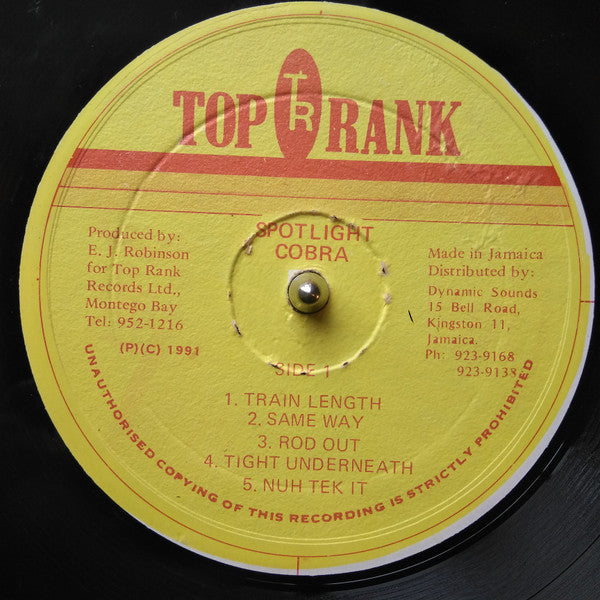 TOP TR RANK
SPOTLIGHT
COBRA
Produced by:
E. J. Robinson
for Top Rank
Records Ltd.,
Montego Bay
Tel: 952-1216
(P)(C) 1991
Made in Jamaica
Distributed by:
Dynamic Sounds
15 Bell Road,
Kingston 11,
Jamaica.
Ph: 923-9168
923-9138
SIDE 1
1. TRAIN LENGTH
2. SAME WAY
3. ROD OUT
4. TIGHT UNDERNEATH
5. NUH TEK IT
UNAUTHORISED COPYING OF THIS RECORDING IS STRICTLY PROHIBITED